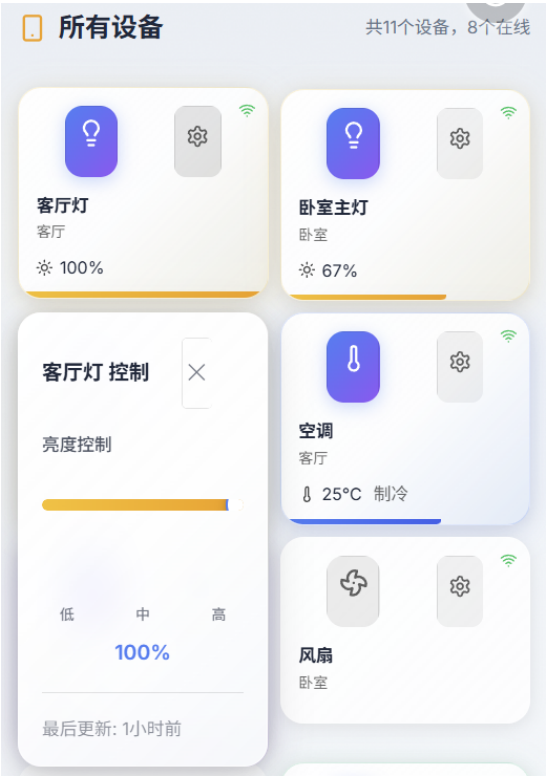 所有设备
共11个设备，8个在线
客厅灯
客厅
100%
卧室主灯
卧室
67%
客厅灯 控制
亮度控制
低 中 高
100%
最后更新: 1小时前
空调
客厅
25°C 制冷
风扇
卧室